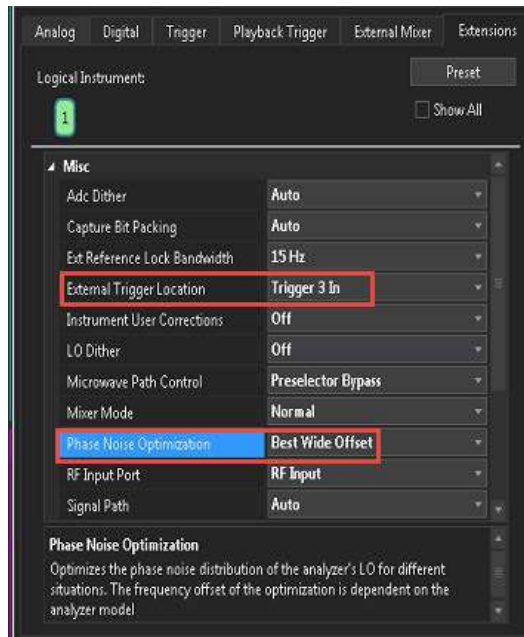 Analog Digital Trigger Playback Trigger External Mixer Extensions
Logical Instrument: Preset
1 Show All
Misc
Adc Dither Auto
Capture Bit Packing Auto
Ext Reference Lock Bandwidth 15 Hz
External Trigger Location Trigger 3 In
Instrument User Corrections Off
LO Dither Off
Microwave Path Control Preselector Bypass
Mixer Mode Normal
Phase Noise Optimization Best Wide Offset
RF Input Port RF Input
Signal Path Auto
Phase Noise Optimization
Optimizes the phase noise distribution of the analyzer's LO for different
situations. The frequency offset of the optimization is dependent on the
analyzer model